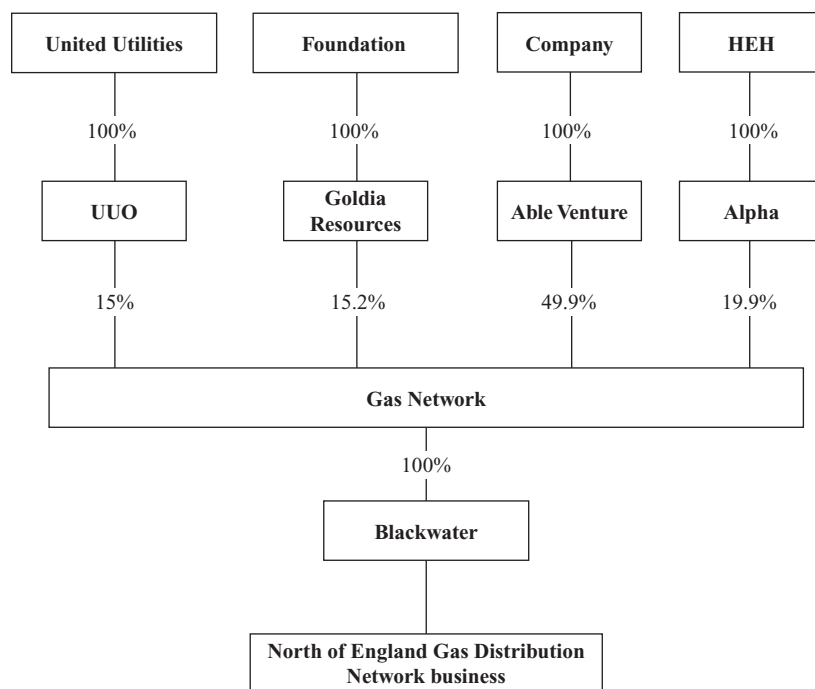 United Utilities
Foundation
Company
HEH
100%
100%
100%
100%
UUO
Goldia
Resources
Able Venture
Alpha
15%
15.2%
49.9%
19.9%
Gas Network
100%
Blackwater
North of England Gas Distribution
Network business